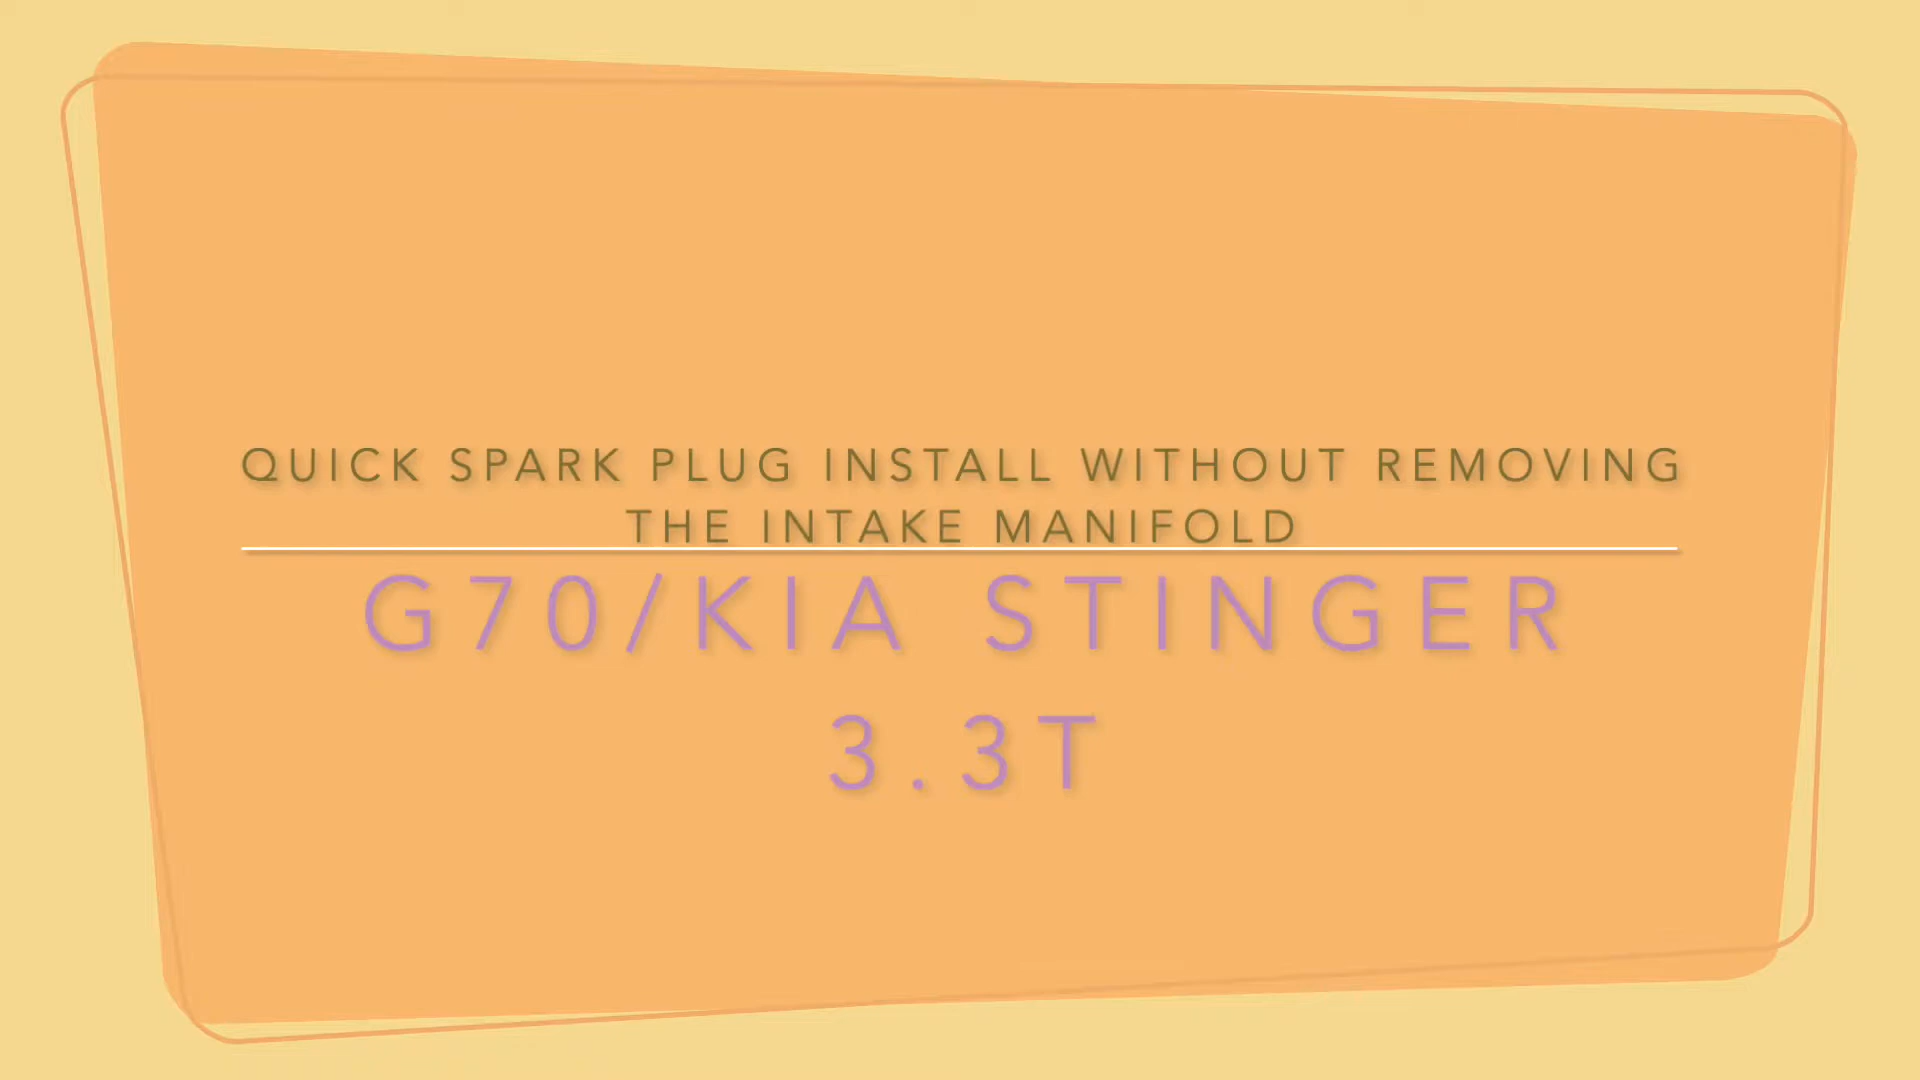 QUICK SPARK PLUG INSTALL WITHOUT REMOVING
THE INTAKE MANIFOLD
G70/KIA STINGER
3.3T